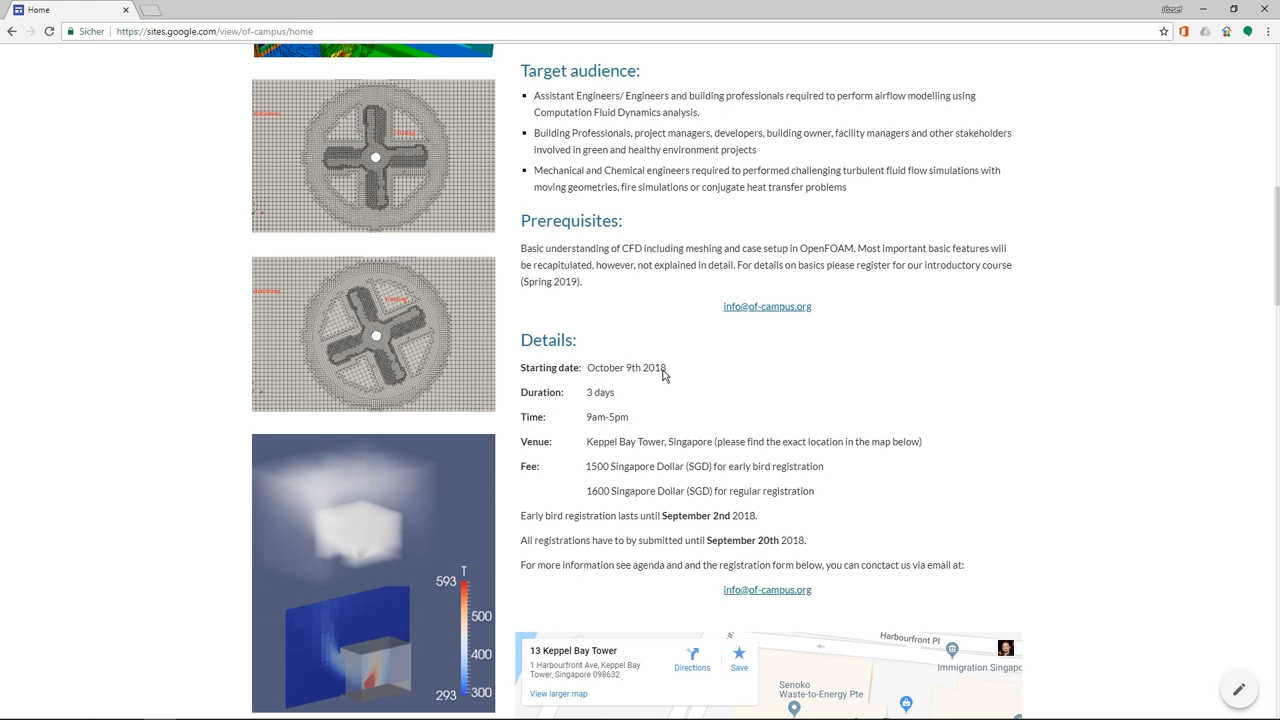 Home
Sicher
https://sites.google.com/view/of-campus/home
Target audience:
Assistant Engineers/ Engineers and building professionals required to perform airflow modelling using
Computation Fluid Dynamics analysis.
Building Professionals, project managers, developers, building owner, facility managers and other stakeholders
involved in green and healthy environment projects
Mechanical and Chemical engineers required to performed challenging turbulent fluid flow simulations with
moving geometries, fire simulations or conjugate heat transfer problems
Prerequisites:
Basic understanding of CFD including meshing and case setup in OpenFOAM. Most important basic features will
be recapitulated, however, not explained in detail. For details on basics please register for our introductory course
(Spring 2019).
info@of-campus.org
Details:
Starting date: October 9th 2018
Duration: 3 days
Time: 9am-5pm
Venue: Keppel Bay Tower, Singapore (please find the exact location in the map below)
Fee: 1500 Singapore Dollar (SGD) for early bird registration
1600 Singapore Dollar (SGD) for regular registration
Early bird registration lasts until September 2nd 2018.
All registrations have to by submitted until September 20th 2018.
For more information see agenda and and the registration form below, you can conctact us via email at:
info@of-campus.org
T
593
500
400
293
300
13 Keppel Bay Tower
1 Harbourfront Ave, Keppel Bay
Tower, Singapore 098632
View larger map
Directions
Save
Harbourfront Pl
Immigration Singapo
Senoko
Waste-to-Energy Pte